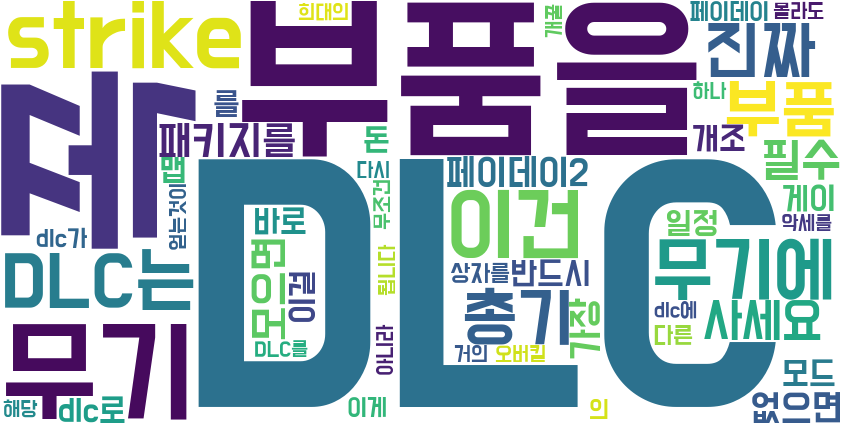 strike
희대의
부품을
개꿀
페이데이
몰라도
진짜
저
를
하나
부품
패키지를
돈
개조
필수
맵
다시
페이데이2
게이
얻는것이
무조건
DLC
이건
일정
악세를
dlc가
바로
모으면
이걸
됩니다
상자를
반드시
무기에
DLC는
총기
가장
dlc에
사세요
다른
무기
DLC를
아니라
거의
오버킬
모드
해당
dlc로
이게
의
없으면